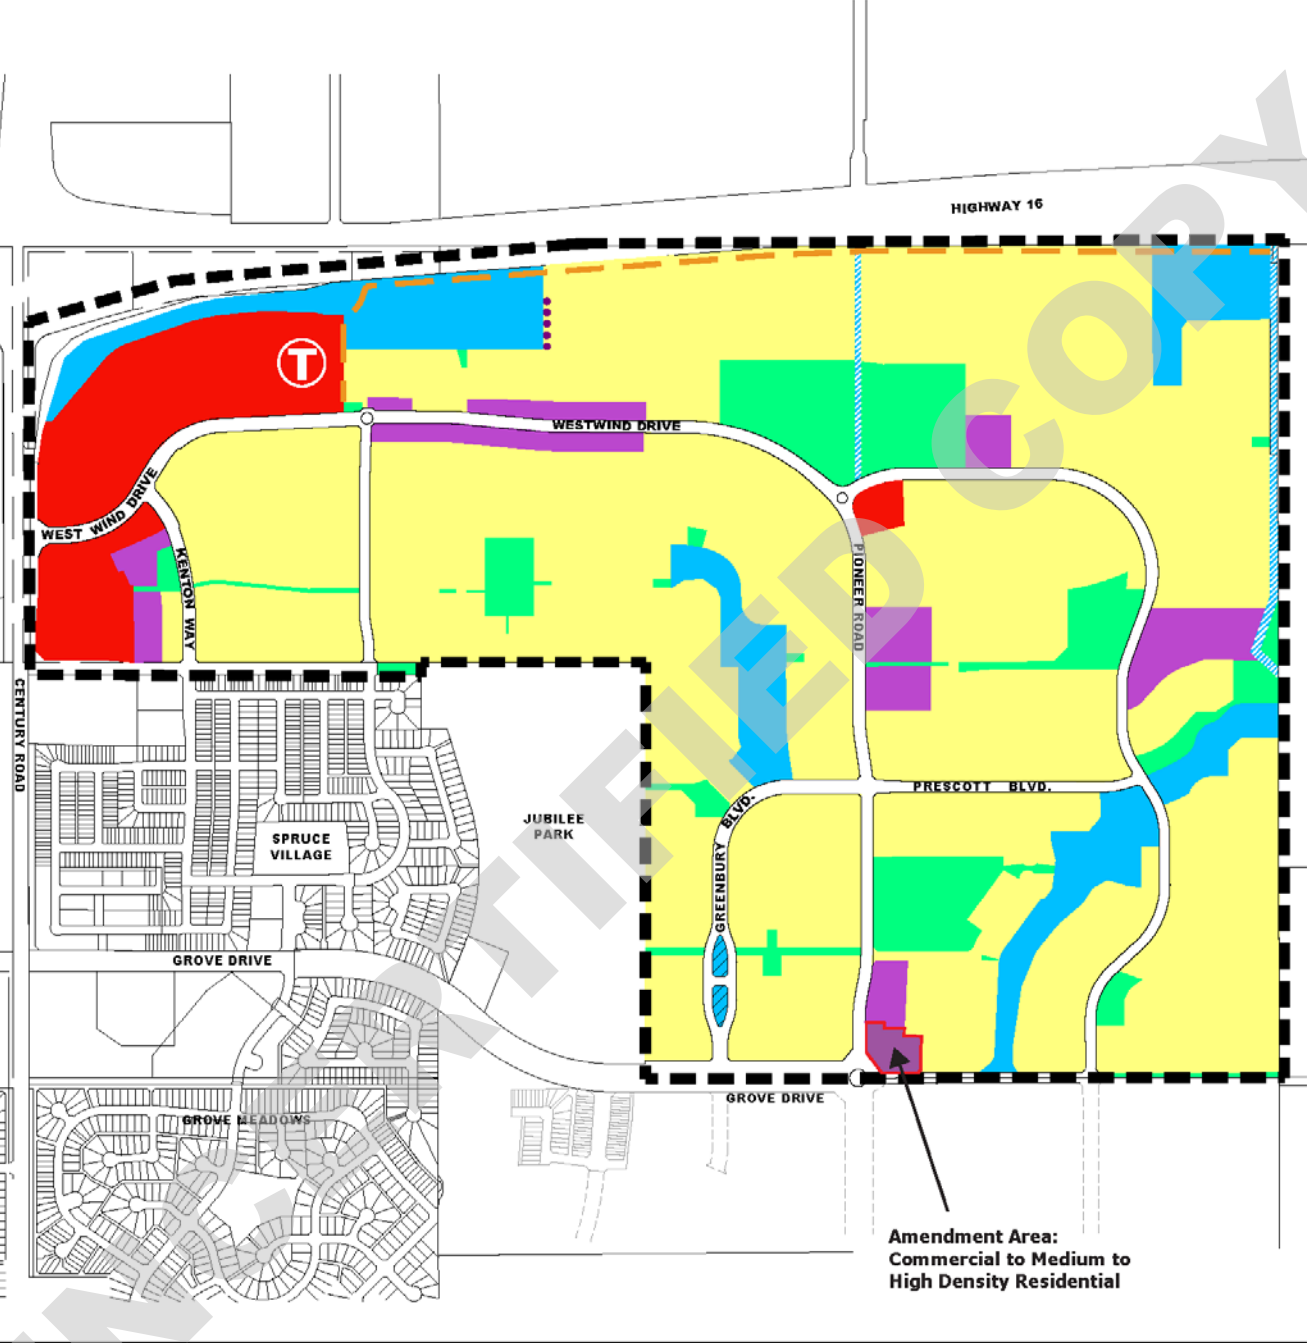 HIGHWAY 16
T
WESTWIND DRIVE
WEST WIND DRIVE
KENTON WAY
PIONEER ROAD
CENTURY ROAD
PRESCOTT BLVD.
GREENBURY BLVD.
JUBILEE
PARK
SPRUCE
VILLAGE
GROVE DRIVE
GROVE DRIVE
GROVE MEADOWS
Amendment Area:
Commercial to Medium to
High Density Residential
UNCERTIFIED COPY